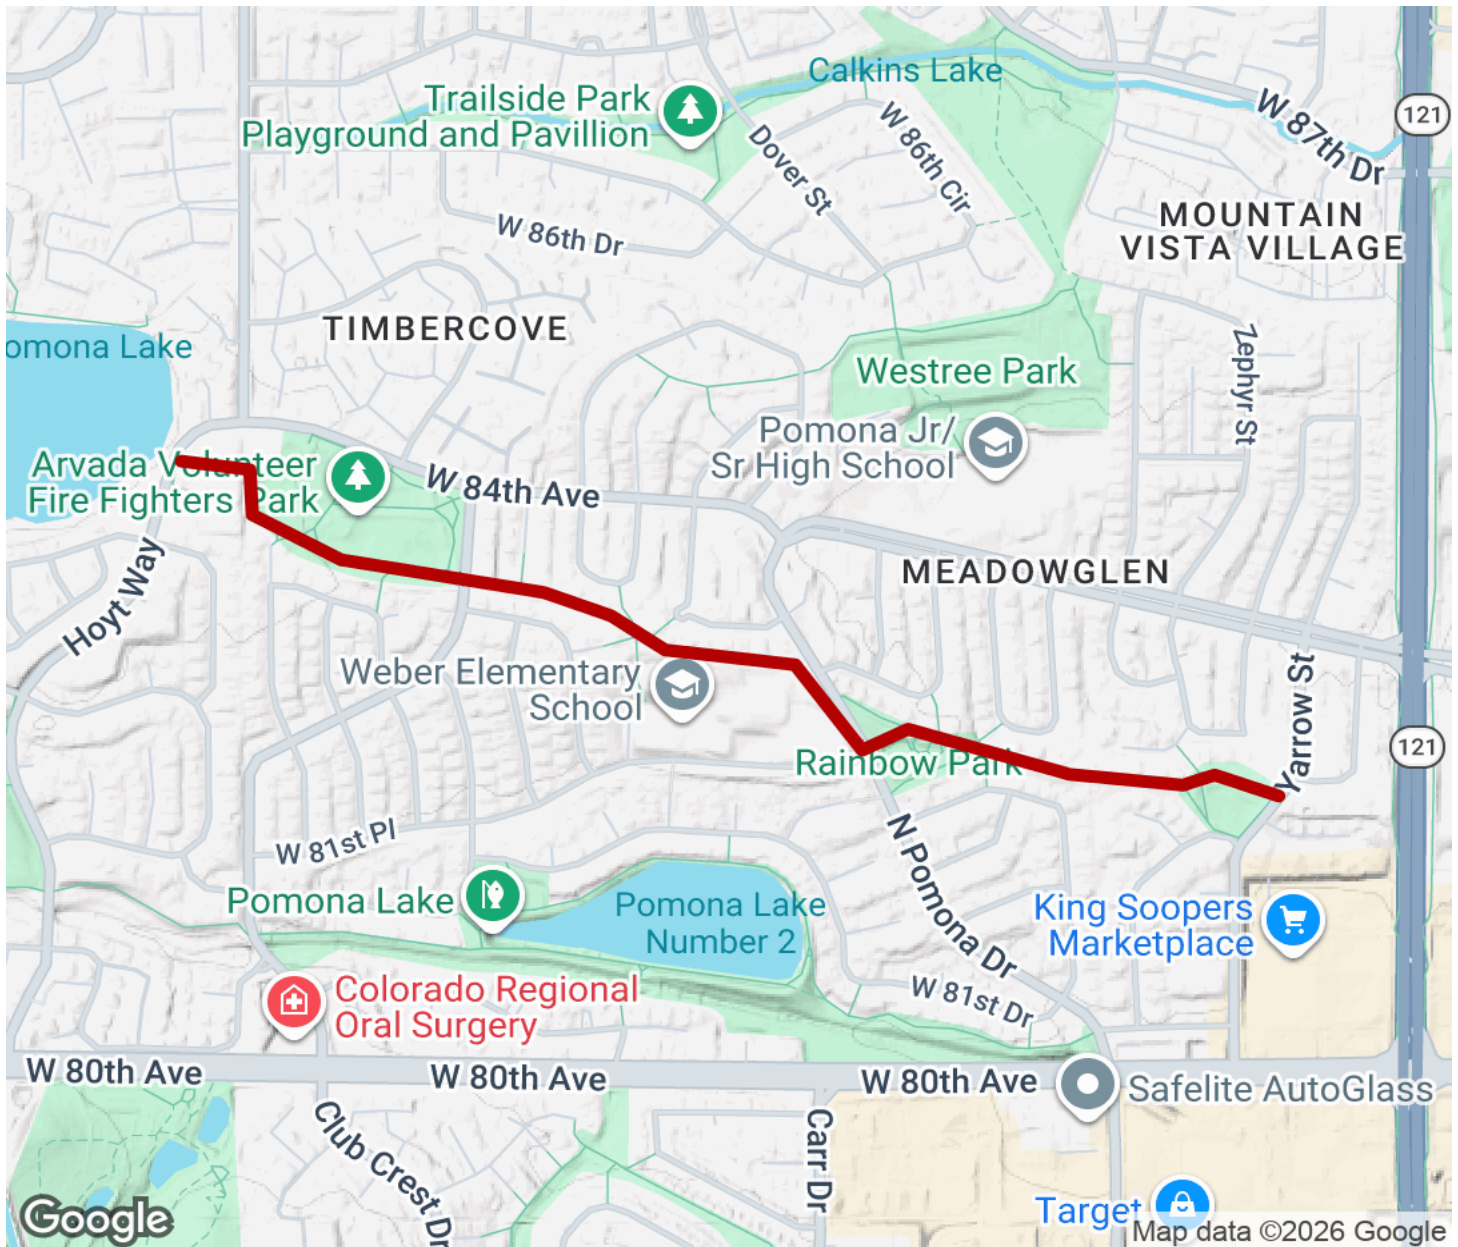 Calkins Lake
Trailside Park
Playground and Pavillion
121
W 87th Dr
Dover St
W 86th Cir
W 86th Dr
MOUNTAIN
VISTA VILLAGE
TIMBERCOVE
omona Lake
Zephyr St
Westree Park
Pomona Jr/
Sr High School
Arvada Volunteer
Fire Fighters Park
W 84th Ave
Hoyt Way
MEADOWGLEN
Weber Elementary
School
Yarrow St
121
Rainbow Park
W 81st Pl
N Pomona Dr
Pomona Lake
Pomona Lake
Number 2
King Soopers
Marketplace
W 81st Dr
Colorado Regional
Oral Surgery
W 80th Ave
W 80th Ave
W 80th Ave
Safelite AutoGlass
Club Crest Dr
Carr Dr
Target
Google
Map data ©2026 Google